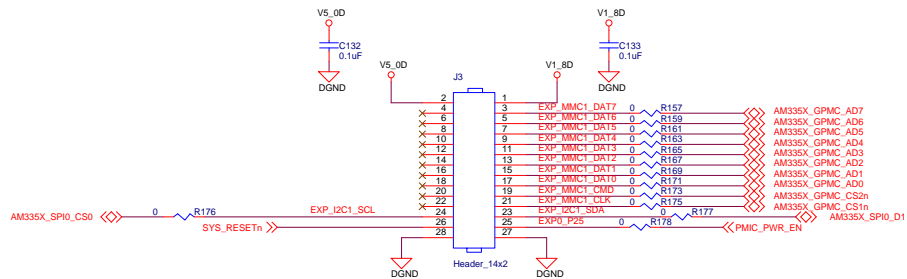 V5_0D V1_8D
C132 C133
0.1uF 0.1uF
DGND DGND
V5_0D V1_8D
J3
2 1
4 3 EXP_MMC1_DAT7 0 R157 AM335X_GPMC_AD7
6 5 EXP_MMC1_DAT6 0 R159 AM335X_GPMC_AD6
8 7 EXP_MMC1_DAT5 0 R161 AM335X_GPMC_AD5
10 9 EXP_MMC1_DAT4 0 R163 AM335X_GPMC_AD4
12 11 EXP_MMC1_DAT3 0 R165 AM335X_GPMC_AD3
14 13 EXP_MMC1_DAT2 0 R167 AM335X_GPMC_AD2
16 15 EXP_MMC1_DAT1 0 R169 AM335X_GPMC_AD1
18 17 EXP_MMC1_DAT0 0 R171 AM335X_GPMC_AD0
20 19 EXP_MMC1_CMD 0 R173 AM335X_GPMC_CS2n
22 21 EXP_MMC1_CLK 0 R175 AM335X_GPMC_CS1n
AM335X_SPI0_CS0 0 R176 EXP_I2C1_SCL 24 23 EXP_I2C1_SDA 0 R177 AM335X_SPI0_D1
SYS_RESETn 26 25 EXP0_P25 0 R178 PMIC_PWR_EN
28 27
Header_14x2
DGND DGND